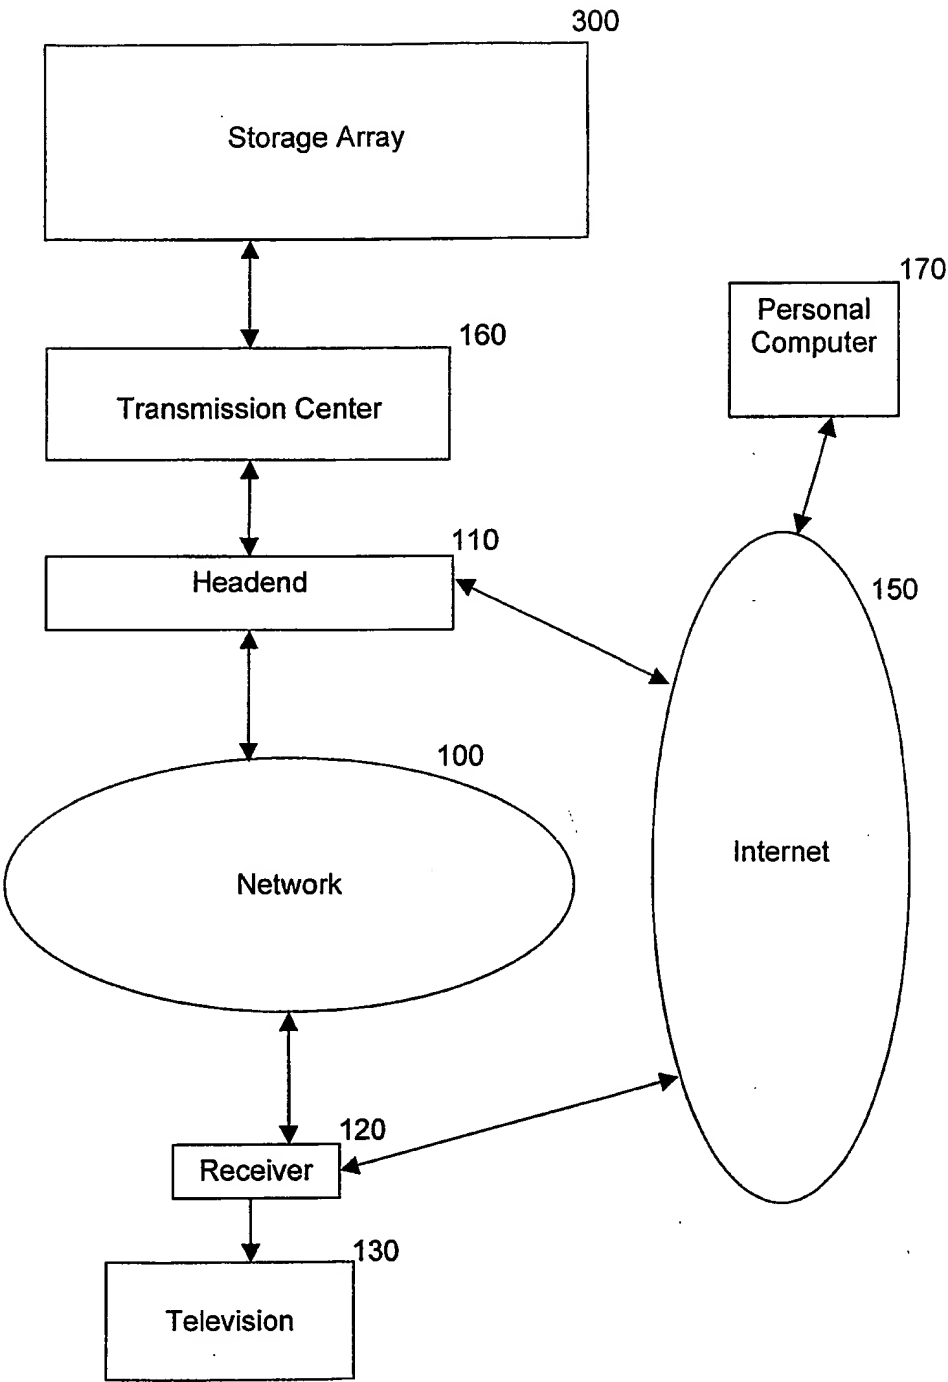 300
Storage Array
170
Personal
Computer
160
Transmission Center
110
Headend
150
100
Internet
Network
120
Receiver
130
Television